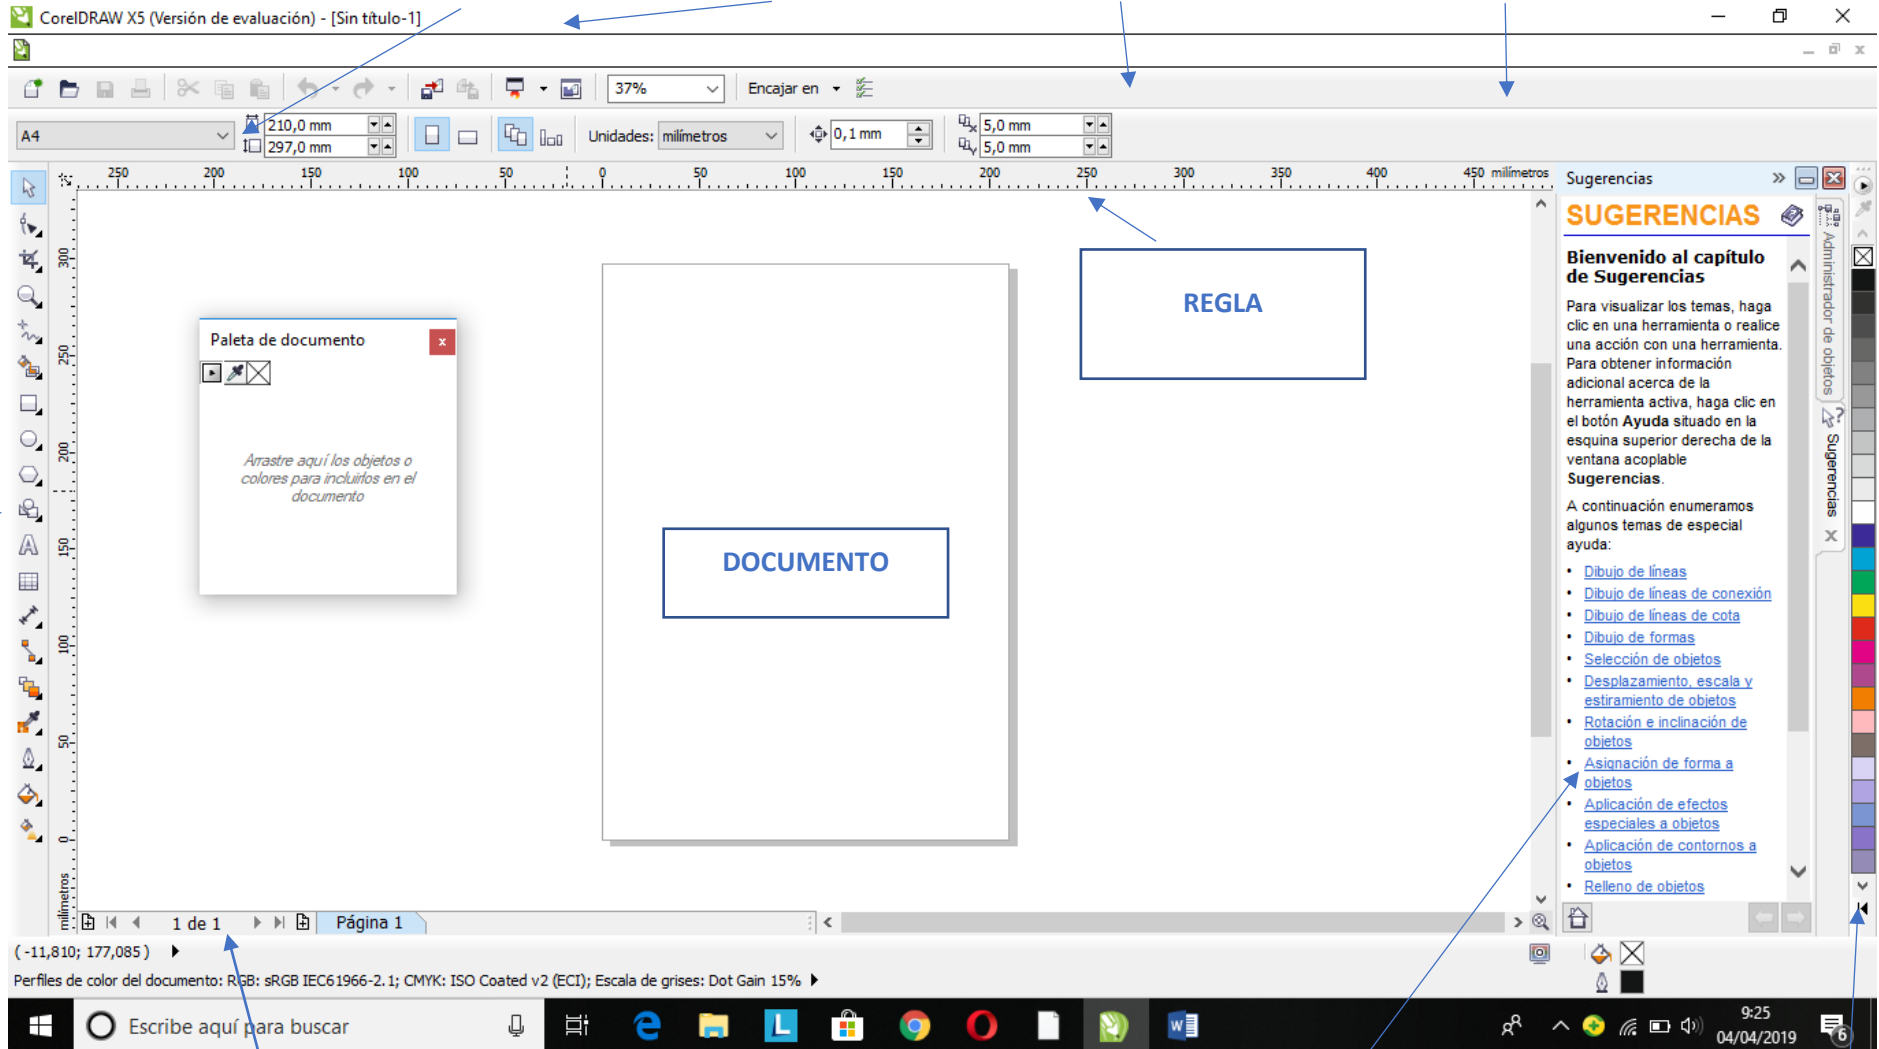 CorelDRAW X5 (Versión de evaluación) - [Sin título-1]
37%
Encajar en
A4
210,0 mm
297,0 mm
Unidades: milímetros
0,1 mm
5,0 mm
5,0 mm
250 200 150 100 50 0 50 100 150 200 250 300 350 400 450 milímetros
300
250
200
150
100
50
0
milímetros
Paleta de documento
Arrastre aquí los objetos o
colores para incluirlos en el
documento
REGLA
DOCUMENTO
Sugerencias
SUGERENCIAS
Bienvenido al capítulo
de Sugerencias
Para visualizar los temas, haga
clic en una herramienta o realice
una acción con una herramienta.
Para obtener información
adicional acerca de la
herramienta activa, haga clic en
el botón Ayuda situado en la
esquina superior derecha de la
ventana acoplable
Sugerencias.
A continuación enumeramos
algunos temas de especial
ayuda:
• Dibujo de líneas
• Dibujo de líneas de conexión
• Dibujo de líneas de cota
• Dibujo de formas
• Selección de objetos
• Desplazamiento, escala y
estiramiento de objetos
• Rotación e inclinación de
objetos
• Asignación de forma a
objetos
• Aplicación de efectos
especiales a objetos
• Aplicación de contornos a
objetos
• Relleno de objetos
Administrador de objetos
Sugerencias
1 de 1
Página 1
( -11,810; 177,085 )
Perfiles de color del documento: RGB: sRGB IEC61966-2.1; CMYK: ISO Coated v2 (ECI); Escala de grises: Dot Gain 15%
Escribe aquí para buscar
9:25
04/04/2019
6